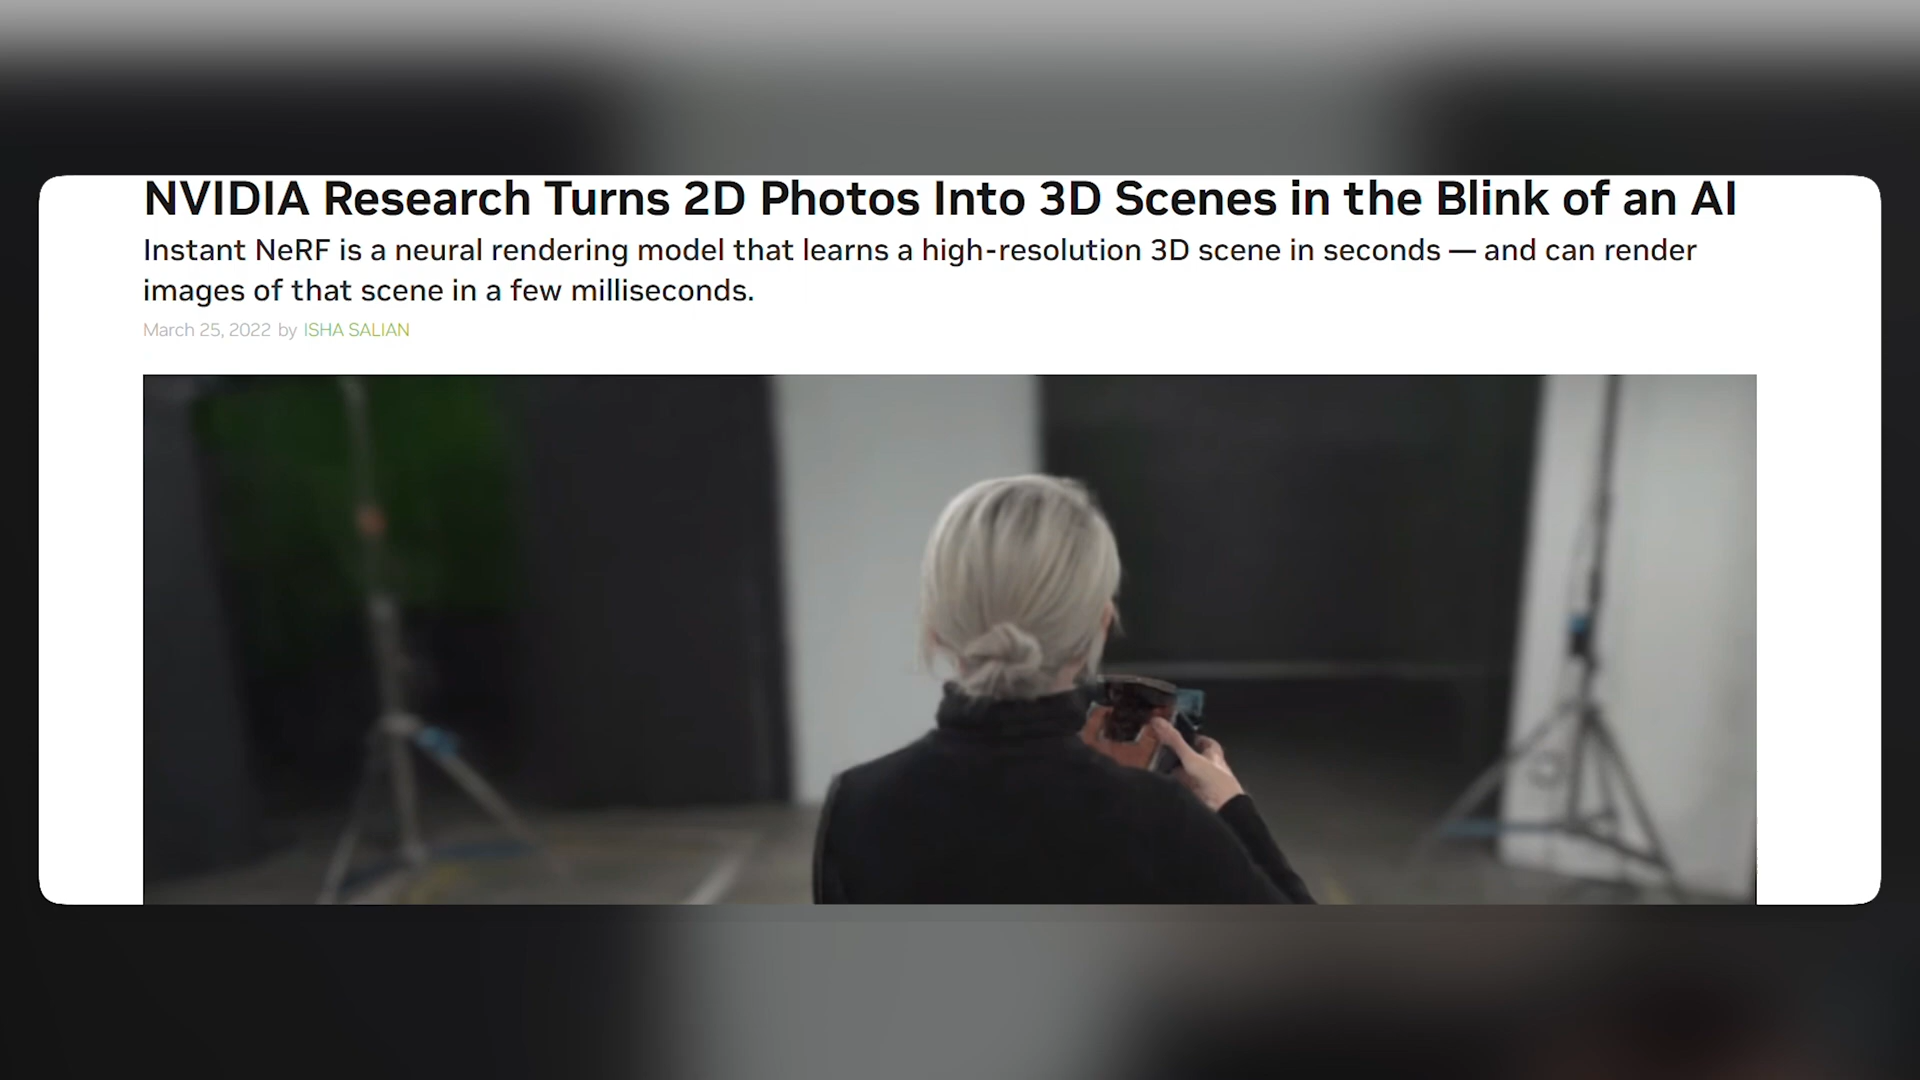 NVIDIA Research Turns 2D Photos Into 3D Scenes in the Blink of an AI
Instant NeRF is a neural rendering model that learns a high-resolution 3D scene in seconds — and can render
images of that scene in a few milliseconds.
March 25, 2022 by ISHA SALIAN